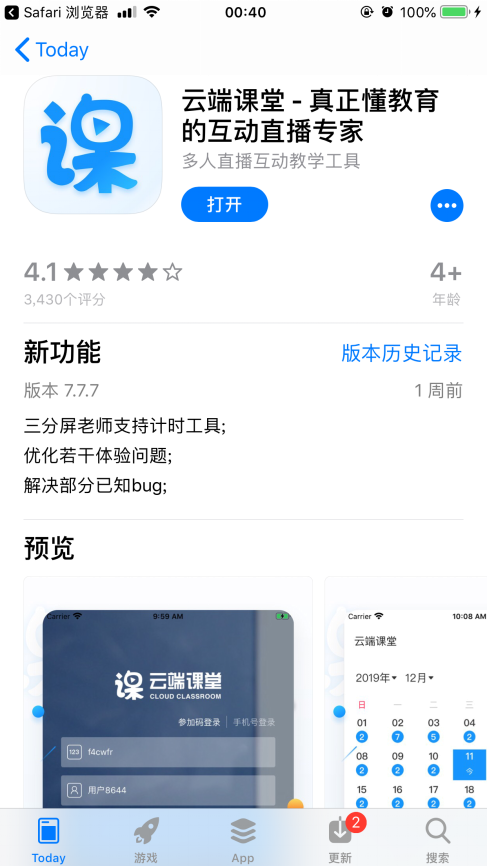 Safari 浏览器 00:40 100%
Today
课
云端课堂 - 真正懂教育
的互动直播专家
多人直播互动教学工具
打开
4.1 4+
3,430个评分 年龄
新功能 版本历史记录
版本 7.7.7 1 周前
三分屏老师支持计时工具;
优化若干体验问题;
解决部分已知bug;
预览
Carrier 9:59 AM
课 云端课堂
CLOUD CLASSROOM
参加码登录 | 手机号登录
123 f4cwfr
用户8644
Carrier 10:08 AM
云端课堂
2019年 12月
日 一 二 三
01 02 03 04
2 7 5 2
08 09 10 11
2 2 2 今
15 16 17 18
2 2 2 2
2
Today 游戏 App 更新 搜索